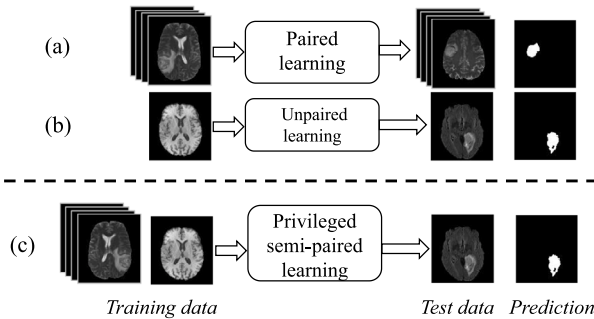 (a)
Paired
learning
(b)
Unpaired
learning
(c)
Privileged
semi-paired
learning
Training data
Test data
Prediction